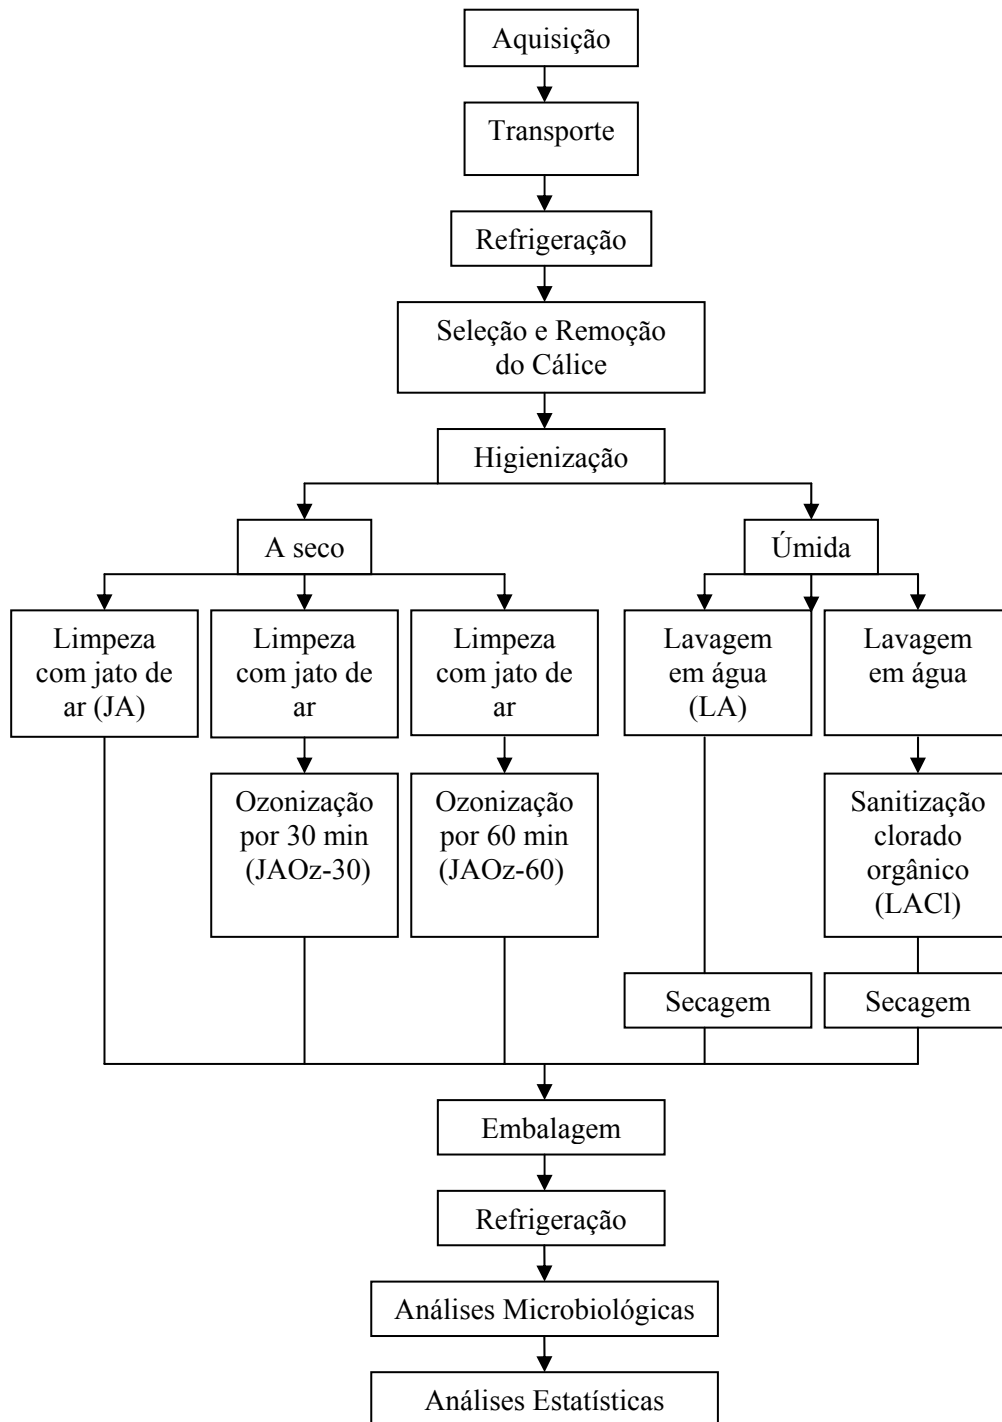 Aquisição
Transporte
Refrigeração
Seleção e Remoção
do Cálice
Higienização
A seco
Úmida
Limpeza
com jato de
ar (JA)
Limpeza
com jato de
ar
Limpeza
com jato de
ar
Lavagem
em água
(LA)
Lavagem
em água
Ozonização
por 30 min
(JAOz-30)
Ozonização
por 60 min
(JAOz-60)
Sanitização
clorado
orgânico
(LACl)
Secagem
Secagem
Embalagem
Refrigeração
Análises Microbiológicas
Análises Estatísticas